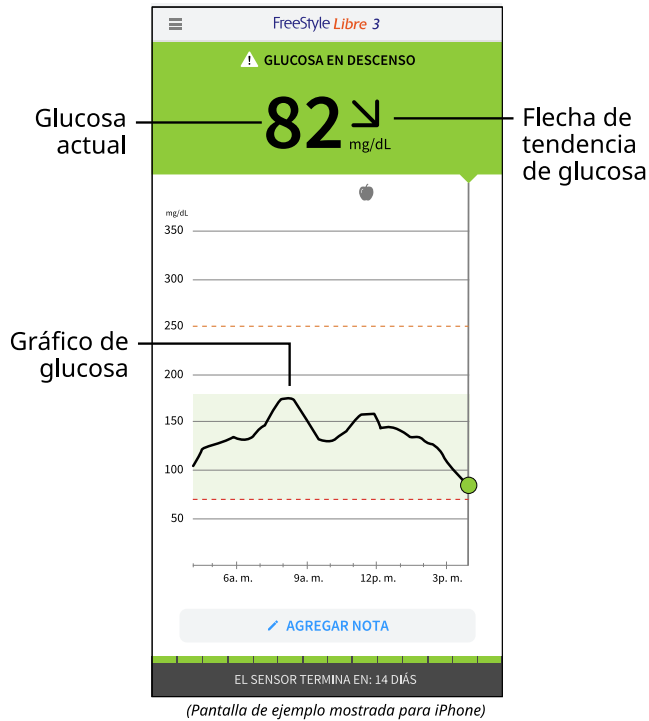 FreeStyle Libre 3
GLUCOSA EN DESCENSO
Glucosa
actual
82
mg/dL
Flecha de
tendencia
de glucosa
mg/dL
350
300
250
Gráfico de
glucosa
200
150
100
50
6a. m. 9a. m. 12p. m. 3p. m.
AGREGAR NOTA
EL SENSOR TERMINA EN: 14 DIÁS
(Pantalla de ejemplo mostrada para iPhone)